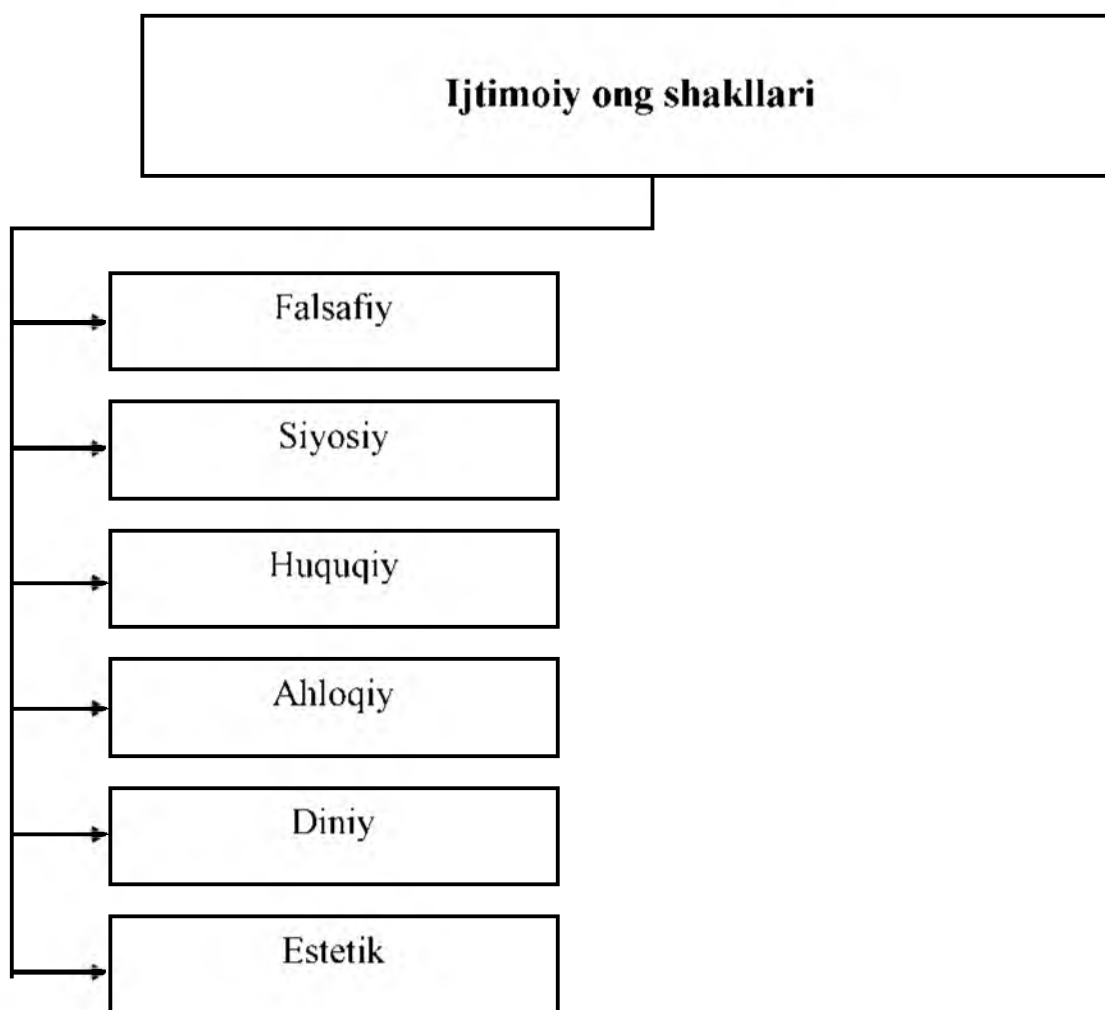 Ijtimoiy ong shakllari
Falsafiy
Siyosiy
Huquqiy
Ahloqiy
Diniy
Estetik